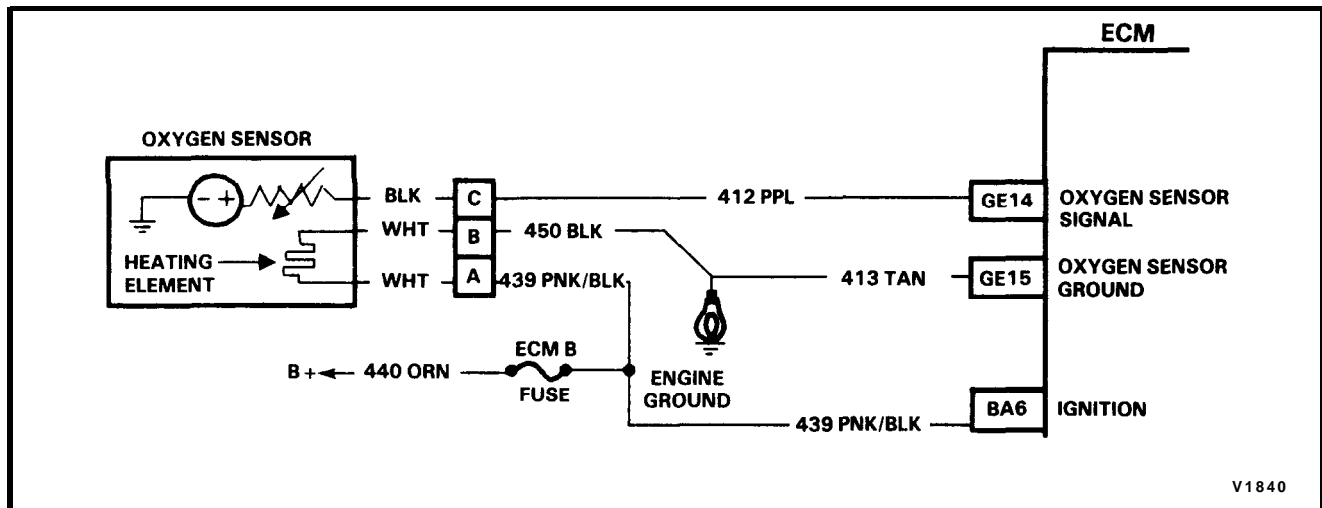 ECM
OXYGEN SENSOR
- +
BLK
C
412 PPL
GE14
OXYGEN SENSOR
SIGNAL
WHT
B
450 BLK
HEATING
ELEMENT
WHT
A
439 PNK/BLK
413 TAN
GE15
OXYGEN SENSOR
GROUND
B+
440 ORN
ECM B
FUSE
ENGINE
GROUND
439 PNK/BLK
BA6
IGNITION
V1840